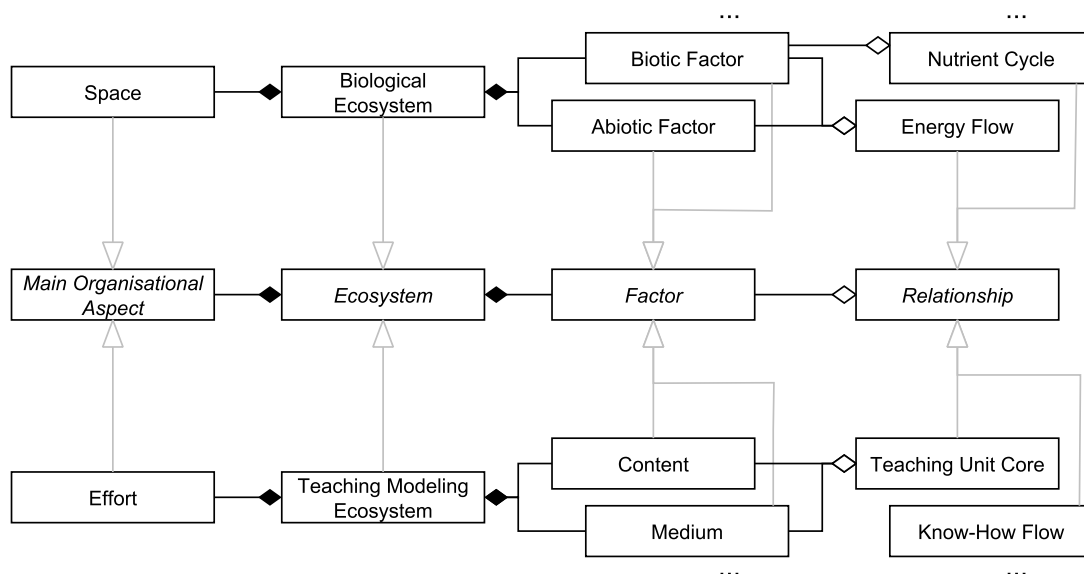 ... ...
Biotic Factor Nutrient Cycle
Space Biological
Ecosystem
Abiotic Factor Energy Flow
Main Organisational
Aspect
Ecosystem Factor Relationship
Content Teaching Unit Core
Effort Teaching Modeling
Ecosystem
Medium Know-How Flow
... ...